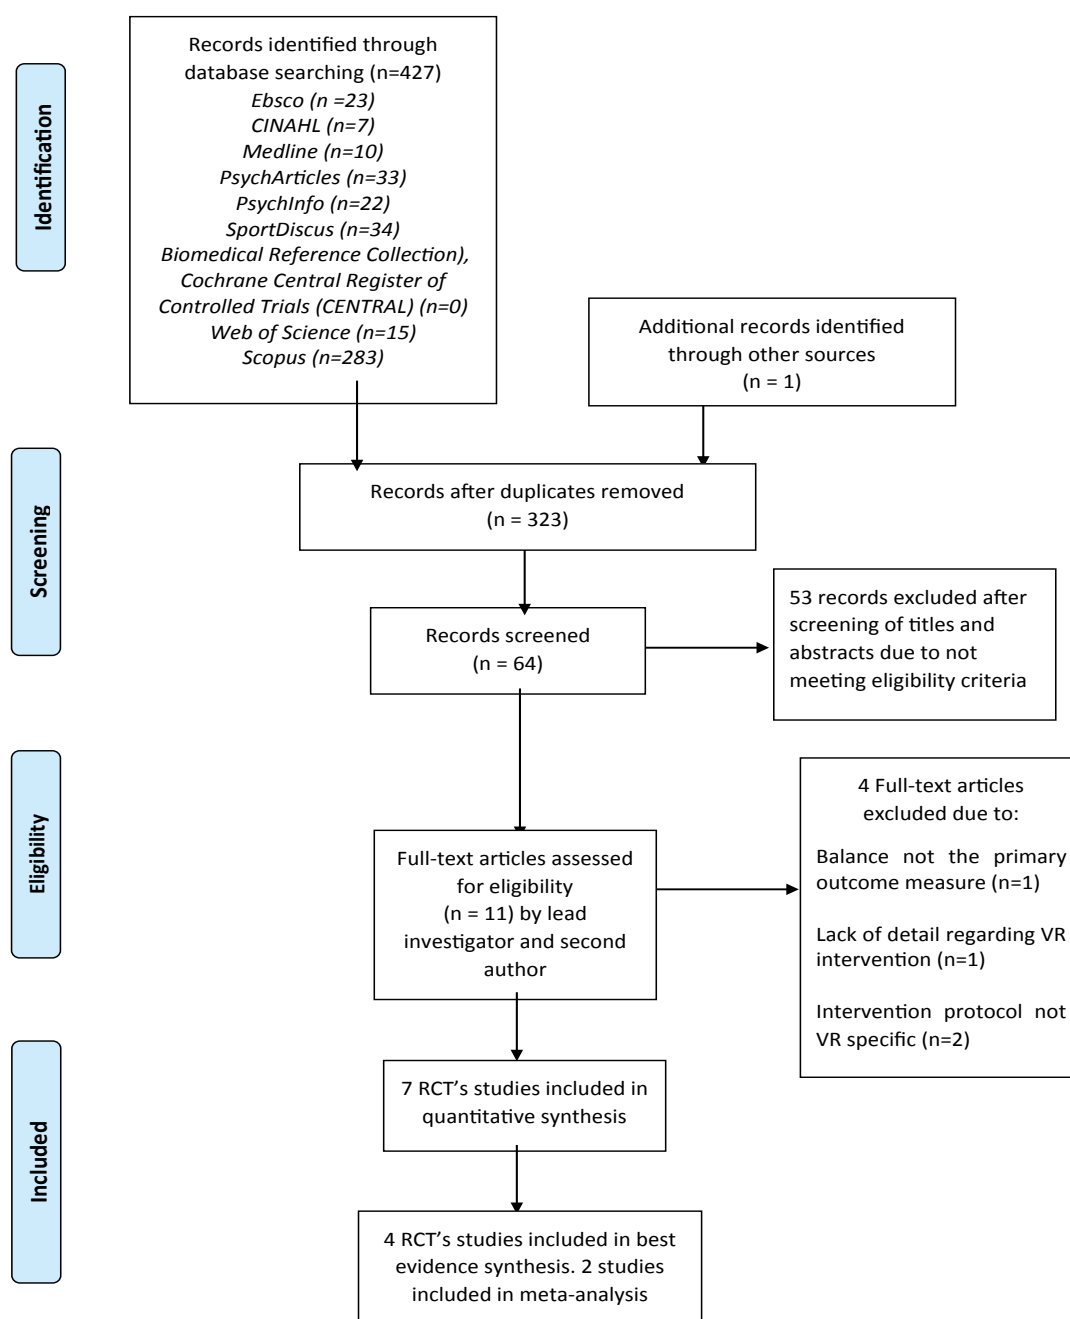 Identification
Records identified through
database searching (n=427)
Ebsco (n =23)
CINAHL (n=7)
Medline (n=10)
PsychArticles (n=33)
PsychInfo (n=22)
SportDiscus (n=34)
Biomedical Reference Collection),
Cochrane Central Register of
Controlled Trials (CENTRAL) (n=0)
Web of Science (n=15)
Scopus (n=283)
Additional records identified
through other sources
(n = 1)
Screening
Records after duplicates removed
(n = 323)
Records screened
(n = 64)
53 records excluded after
screening of titles and
abstracts due to not
meeting eligibility criteria
Eligibility
Full-text articles assessed
for eligibility
(n = 11) by lead
investigator and second
author
4 Full-text articles
excluded due to:
Balance not the primary
outcome measure (n=1)
Lack of detail regarding VR
intervention (n=1)
Intervention protocol not
VR specific (n=2)
Included
7 RCT’s studies included in
quantitative synthesis
4 RCT’s studies included in best
evidence synthesis. 2 studies
included in meta-analysis